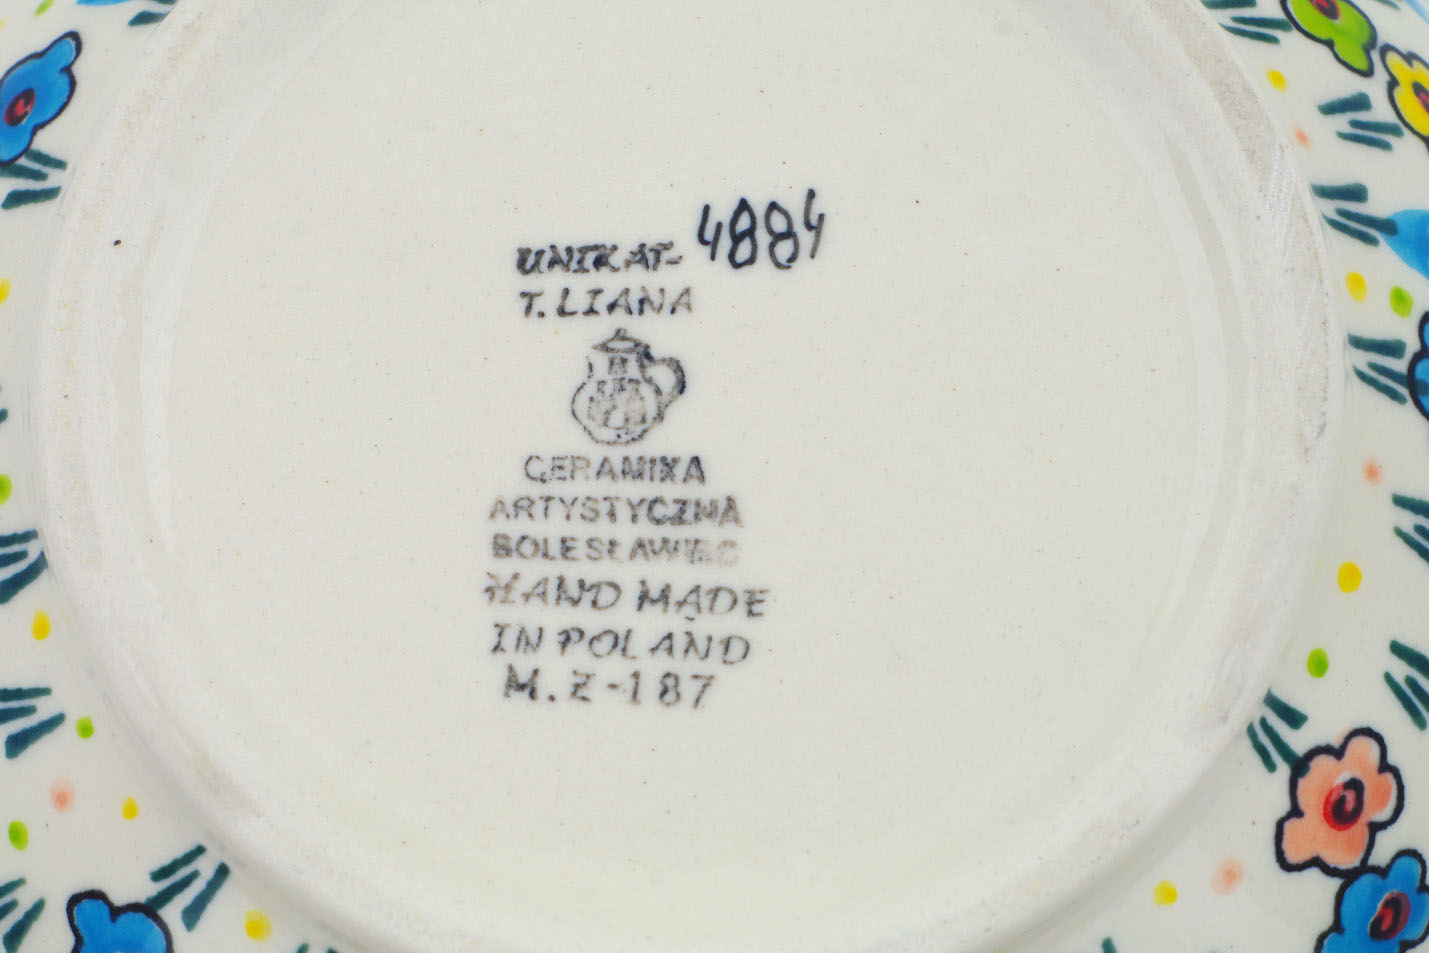 UNIKAT- 4884
T. LIANA
CERAMIKA
ARTYSTYCZNA
BOLESŁAWIEC
HAND MADE
IN POLAND
M. Z - 187